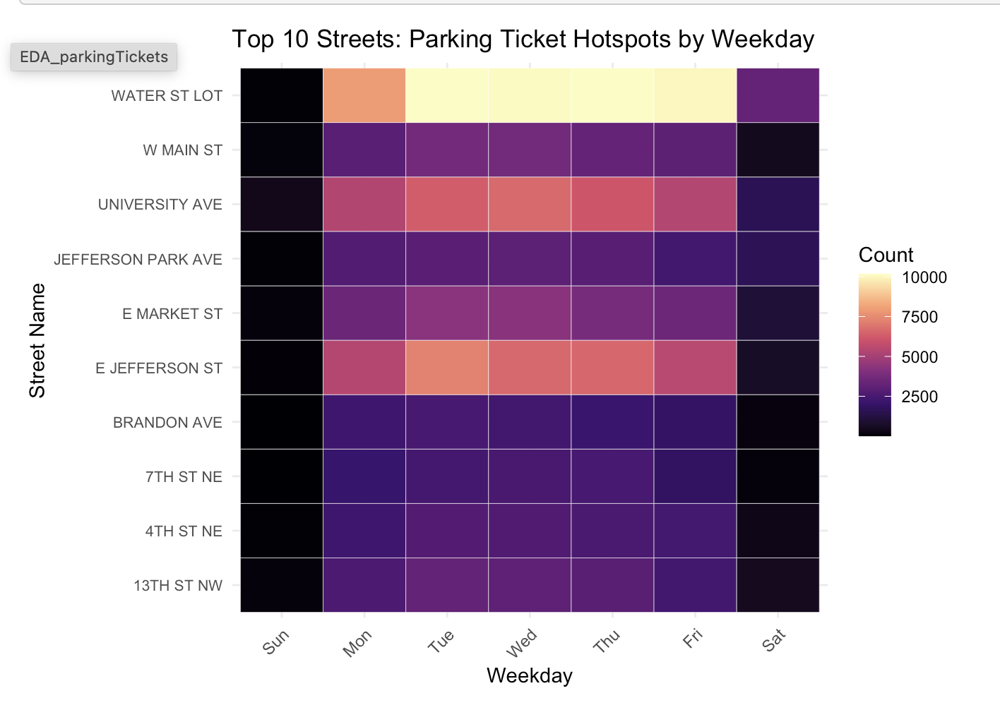 Top 10 Streets: Parking Ticket Hotspots by Weekday
EDA_parkingTickets
WATER ST LOT
W MAIN ST
UNIVERSITY AVE
JEFFERSON PARK AVE
E MARKET ST
E JEFFERSON ST
BRANDON AVE
7TH ST NE
4TH ST NE
13TH ST NW
Street Name
Sun
Mon
Tue
Wed
Thu
Fri
Sat
Weekday
Count
10000
7500
5000
2500